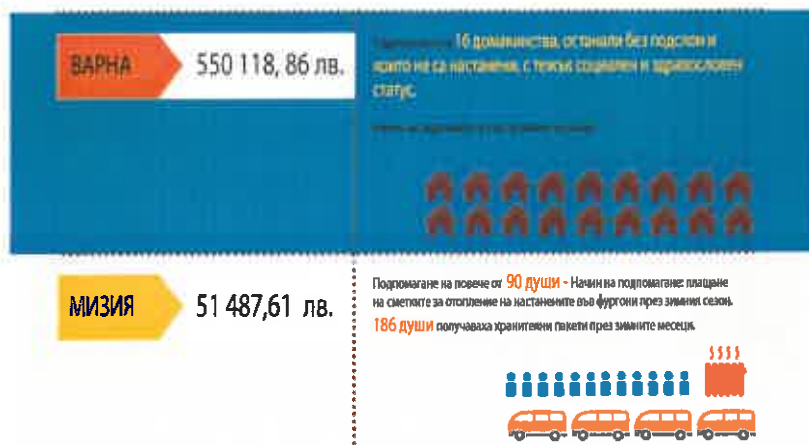 ВАРНА
550 118, 86 лв.
16 домакинства, останали без подслон и
които не са настанени, с тежък социален и здравословен
статус.
МИЗИЯ
51 487,61 лв.
Подпомагане на повече от 90 души - Начин на подпомагане: плащане
на сметките за отопление на настанените във фургони през зимния сезон.
186 души получаваха хранителни пакети през зимните месеци.